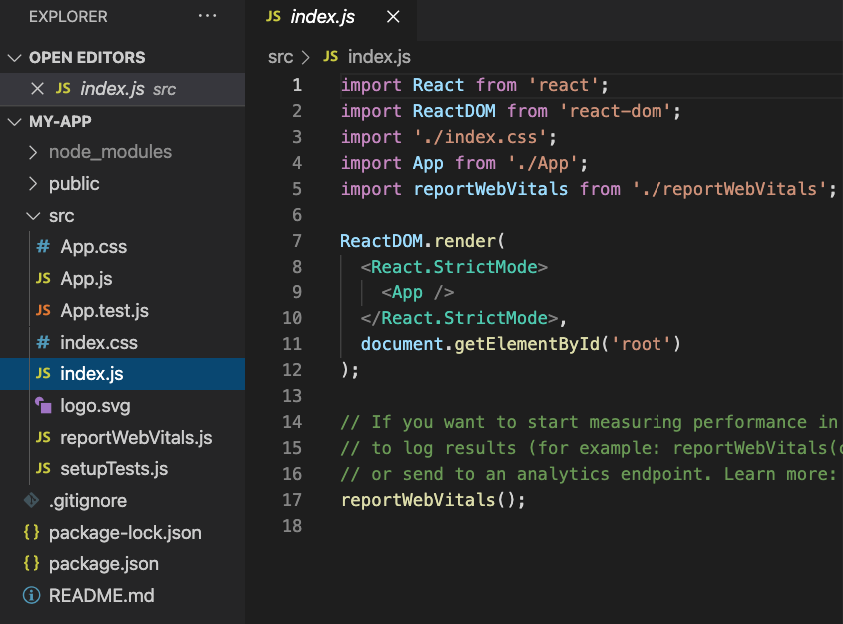 EXPLORER ···
OPEN EDITORS
JS index.js src
MY-APP
node_modules
public
src
# App.css
JS App.js
JS App.test.js
# index.css
JS index.js
logo.svg
JS reportWebVitals.js
JS setupTests.js
.gitignore
{} package-lock.json
{} package.json
README.md
JS index.js
src > JS index.js
1 import React from 'react';
2 import ReactDOM from 'react-dom';
3 import './index.css';
4 import App from './App';
5 import reportWebVitals from './reportWebVitals';
6
7 ReactDOM.render(
8 <React.StrictMode>
9 <App />
10 </React.StrictMode>,
11 document.getElementById('root')
12 );
13
14 // If you want to start measuring performance in
15 // to log results (for example: reportWebVitals(
16 // or send to an analytics endpoint. Learn more:
17 reportWebVitals();
18